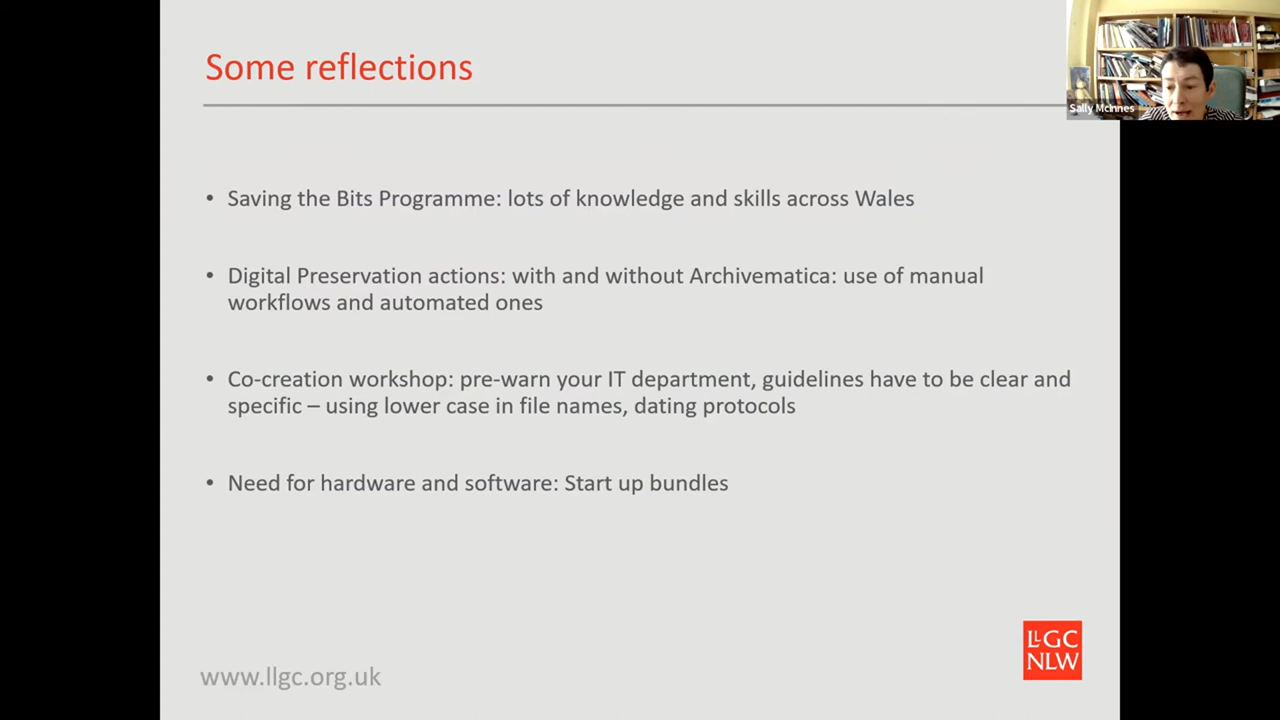 Some reflections
Sally McInnes
• Saving the Bits Programme: lots of knowledge and skills across Wales
• Digital Preservation actions: with and without Archivematica: use of manual
workflows and automated ones
• Co-creation workshop: pre-warn your IT department, guidelines have to be clear and
specific – using lower case in file names, dating protocols
• Need for hardware and software: Start up bundles
LLGC
NLW
www.llgc.org.uk